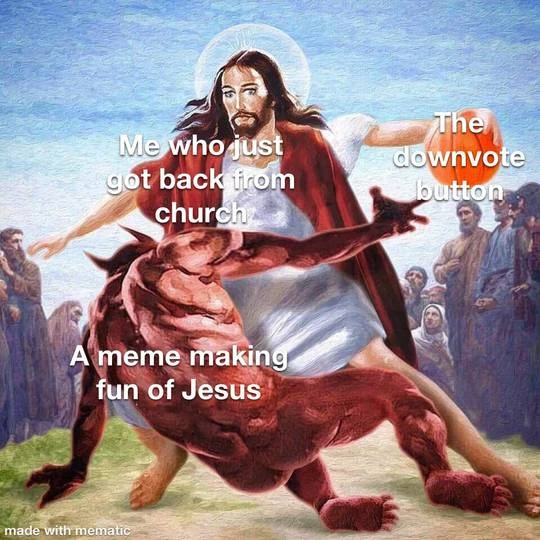 Me who just
got back from
church
The
downvote
button
A meme making
fun of Jesus
made with mematic